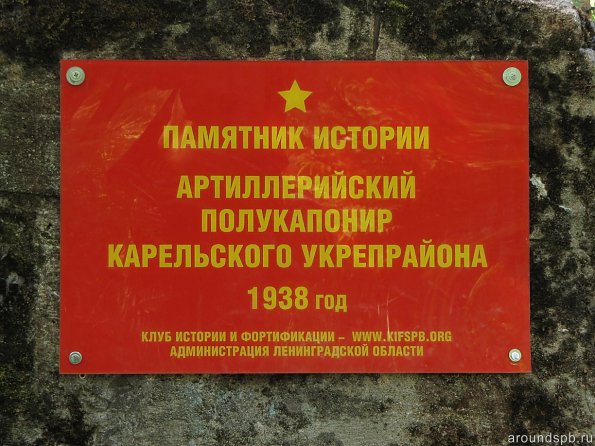 ПАМЯТНИК ИСТОРИИ
АРТИЛЛЕРИЙСКИЙ
ПОЛУКАПОНИР
КАРЕЛЬСКОГО УКРЕПРАЙОНА
1938 год
КЛУБ ИСТОРИИ И ФОРТИФИКАЦИИ – WWW.KIFSPB.ORG
АДМИНИСТРАЦИЯ ЛЕНИНГРАДСКОЙ ОБЛАСТИ
aroundspb.ru